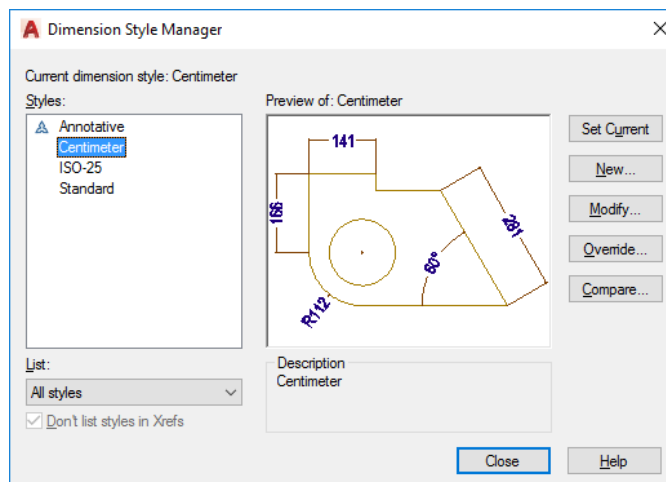 Dimension Style Manager
Current dimension style: Centimeter
Styles:
Annotative
Centimeter
ISO-25
Standard
Preview of: Centimeter
141
166
R112
60°
Set Current
New...
Modify...
Override...
Compare...
List:
All styles
Don't list styles in Xrefs
Description
Centimeter
Close
Help